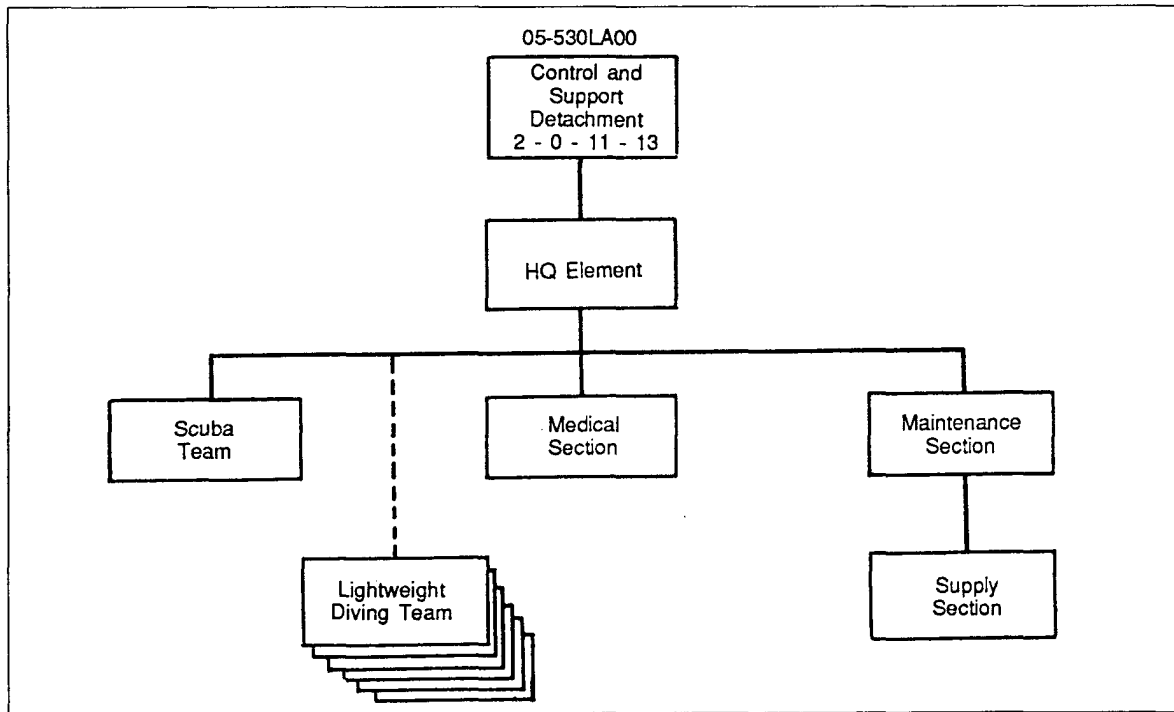 05-530LA00
Control and
Support
Detachment
2 - 0 - 11 - 13
HQ Element
Scuba
Team
Medical
Section
Maintenance
Section
Lightweight
Diving Team
Supply
Section